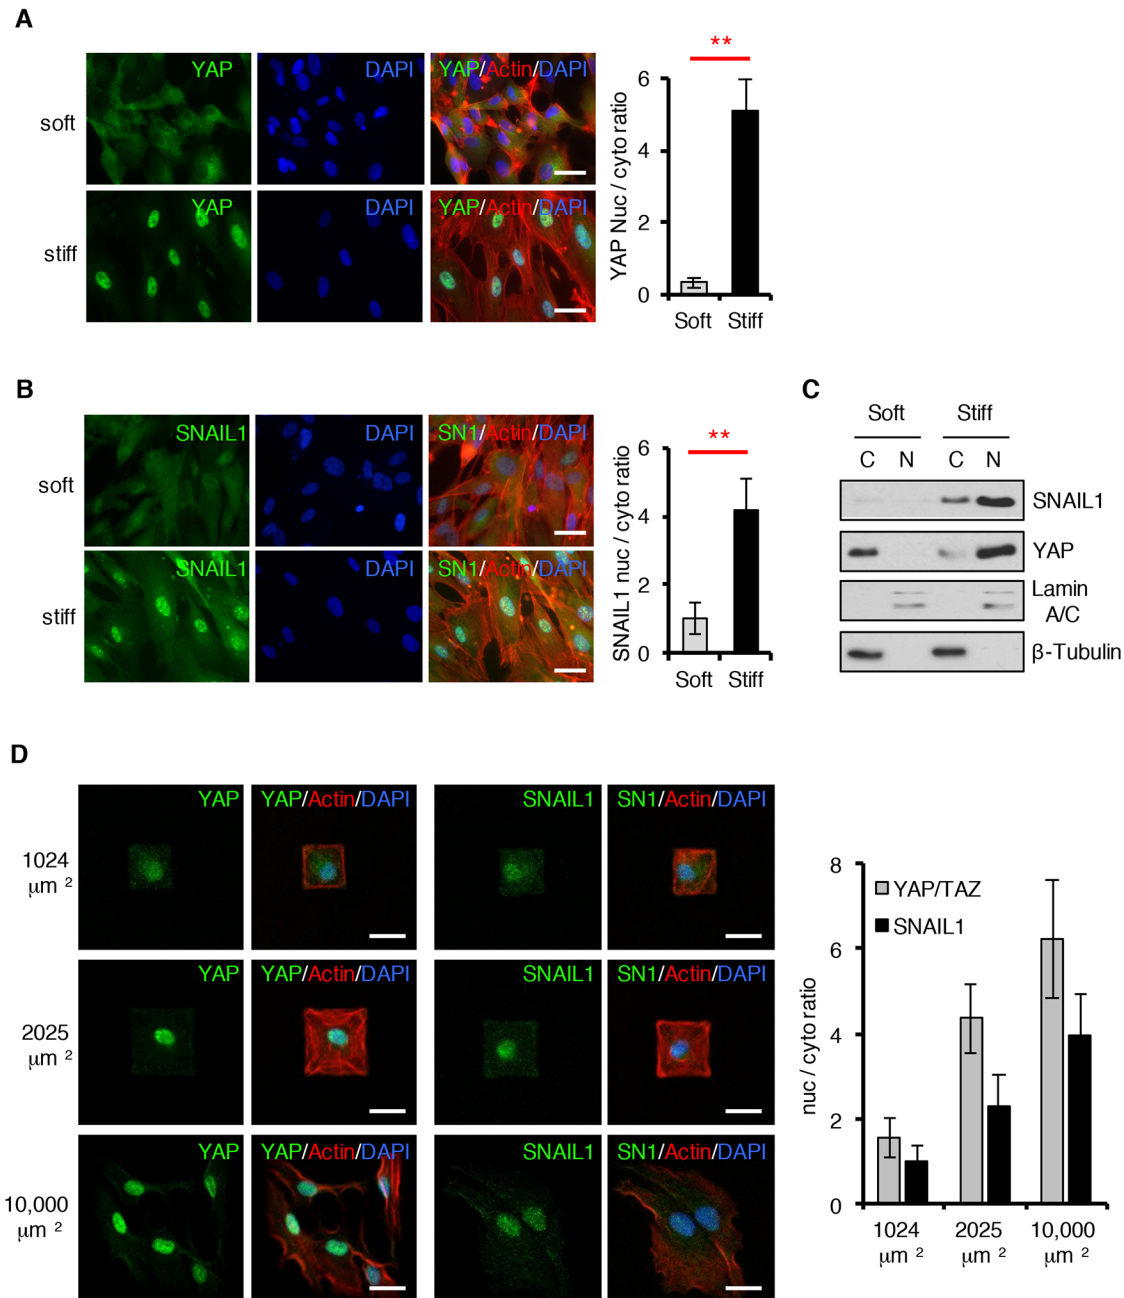 A
YAP
DAPI
YAP/Actin/DAPI
soft
YAP
DAPI
YAP/Actin/DAPI
stiff
**
YAP Nuc / cyto ratio
6
4
2
0
Soft
Stiff
B
SNAIL1
DAPI
SN1/Actin/DAPI
soft
SNAIL1
DAPI
SN1/Actin/DAPI
stiff
**
SNAIL1 nuc / cyto ratio
6
4
2
0
Soft
Stiff
C
Soft Stiff
C N C N
SNAIL1
YAP
Lamin
A/C
β-Tubulin
D
1024
μm ²
YAP
YAP/Actin/DAPI
SNAIL1
SN1/Actin/DAPI
2025
μm ²
YAP
YAP/Actin/DAPI
SNAIL1
SN1/Actin/DAPI
10,000
μm ²
YAP
YAP/Actin/DAPI
SNAIL1
SN1/Actin/DAPI
nuc / cyto ratio
8
6
4
2
0
YAP/TAZ
SNAIL1
1024 2025 10,000
μm ² μm ² μm ²